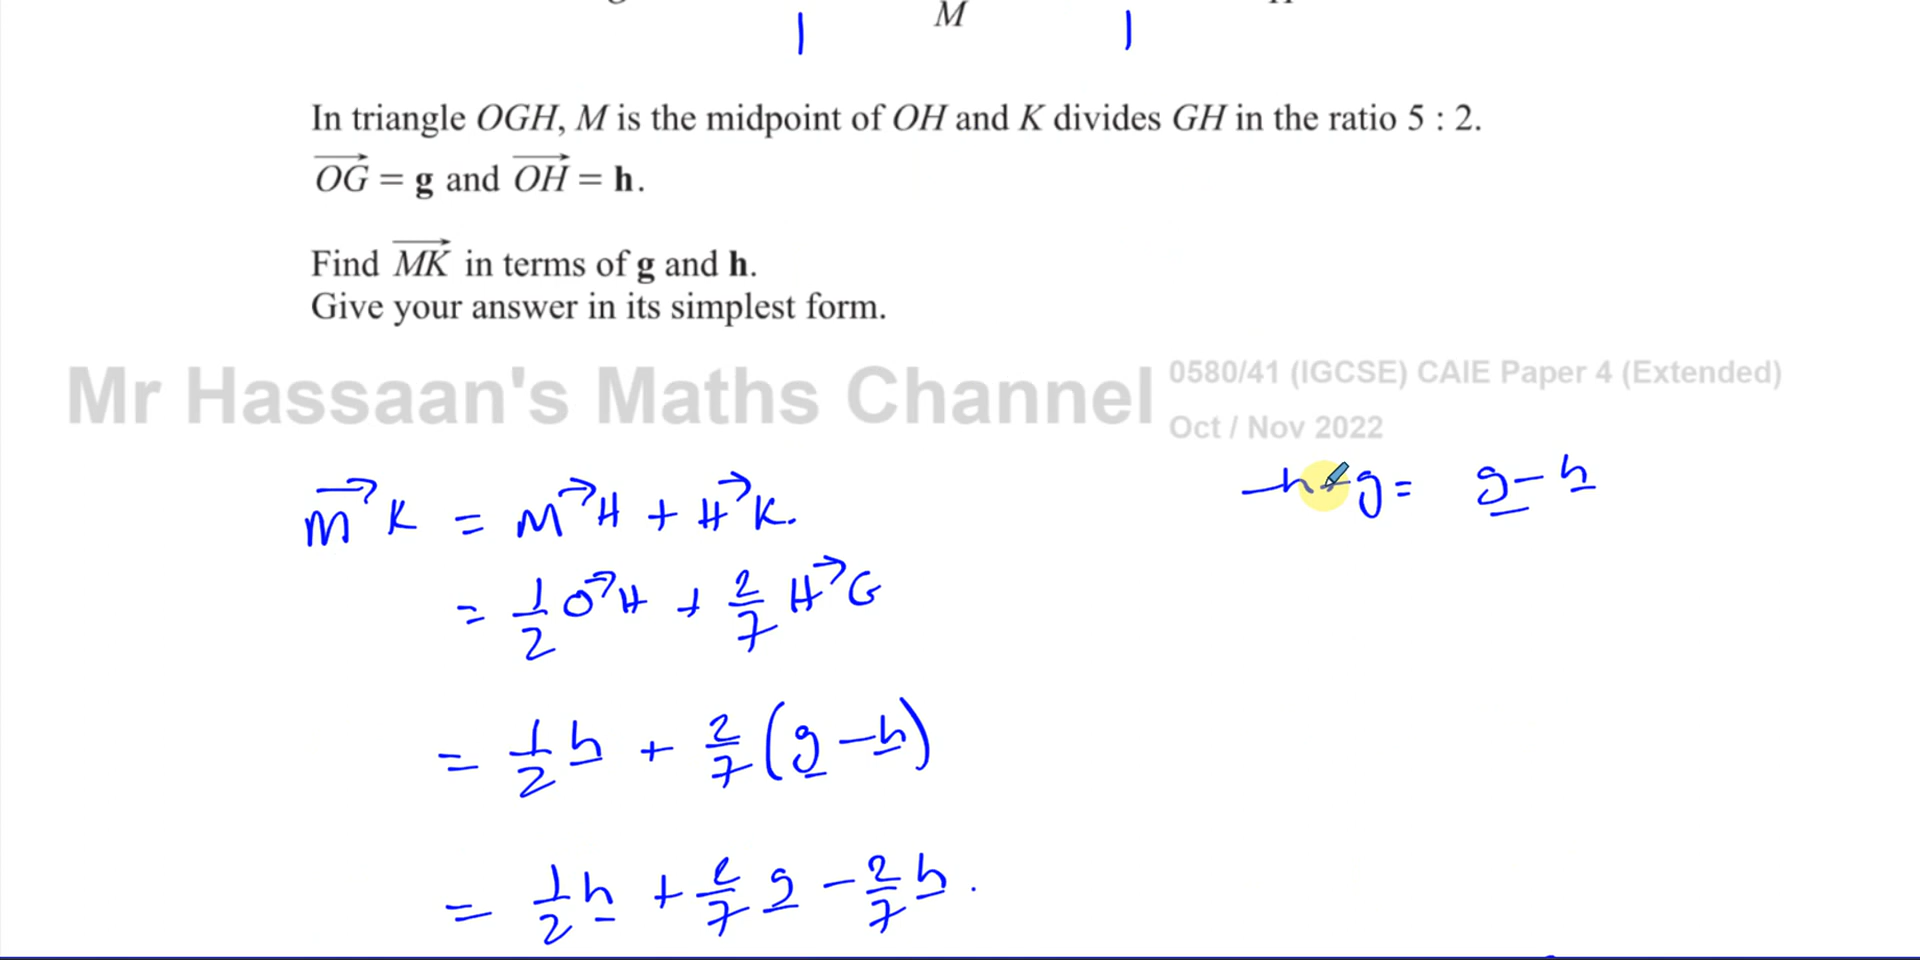 M
In triangle OGH, M is the midpoint of OH and K divides GH in the ratio 5 : 2.
OG = g and OH = h.
Find MK in terms of g and h.
Give your answer in its simplest form.
Mr Hassaan's Maths Channel
0580/41 (IGCSE) CAIE Paper 4 (Extended)
Oct / Nov 2022
-h+g = g-h
MK = MH + HK.
= 1/2 OH + 2/7 HG
= 1/2 h + 2/7 (g - h)
= 1/2 h + 2/7 g - 2/7 h.